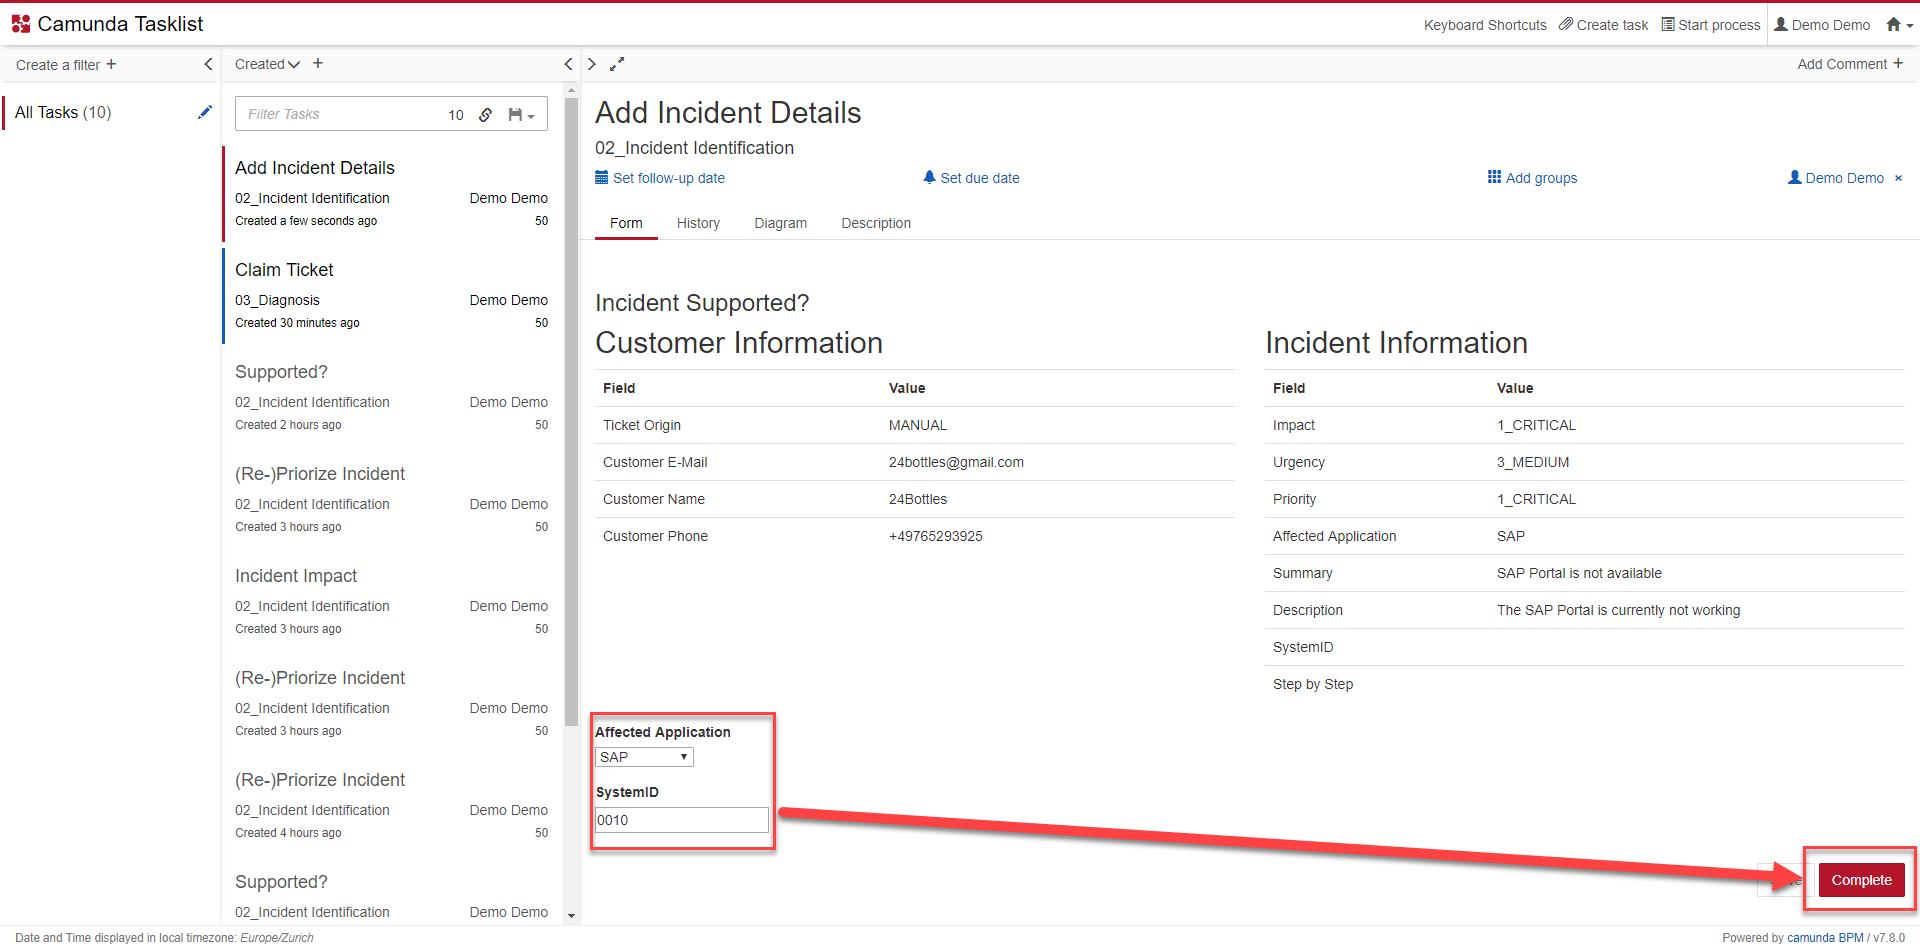 Camunda Tasklist
Keyboard Shortcuts Create task Start process Demo Demo
Create a filter +
Created +
Add Comment +
All Tasks (10)
Filter Tasks 10
Add Incident Details
02_Incident Identification Demo Demo
Created a few seconds ago 50
Claim Ticket
03_Diagnosis Demo Demo
Created 30 minutes ago 50
Supported?
02_Incident Identification Demo Demo
Created 2 hours ago 50
(Re-)Priorize Incident
02_Incident Identification Demo Demo
Created 3 hours ago 50
Incident Impact
02_Incident Identification Demo Demo
Created 3 hours ago 50
(Re-)Priorize Incident
02_Incident Identification Demo Demo
Created 3 hours ago 50
(Re-)Priorize Incident
02_Incident Identification Demo Demo
Created 4 hours ago 50
Supported?
02_Incident Identification Demo Demo
Add Incident Details
02_Incident Identification
Set follow-up date Set due date Add groups Demo Demo ×
Form History Diagram Description
Incident Supported?
Customer Information
Field Value
Ticket Origin MANUAL
Customer E-Mail 24bottles@gmail.com
Customer Name 24Bottles
Customer Phone +49765293925
Incident Information
Field Value
Impact 1_CRITICAL
Urgency 3_MEDIUM
Priority 1_CRITICAL
Affected Application SAP
Summary SAP Portal is not available
Description The SAP Portal is currently not working
SystemID
Step by Step
Affected Application
SAP
SystemID
0010
Complete
Date and Time displayed in local timezone: Europe/Zurich
Powered by camunda BPM / v7.8.0